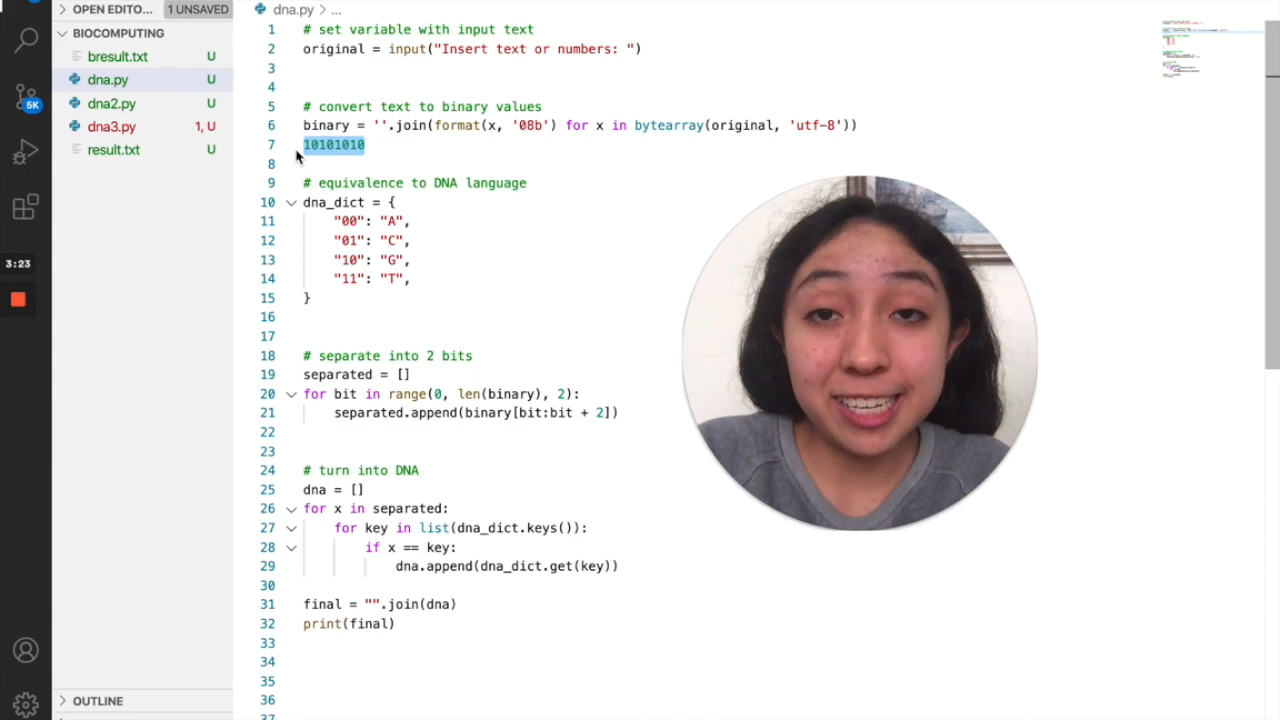 OPEN EDITO... 1 UNSAVED
BIOCOMPUTING
bresult.txt U
dna.py U
dna2.py U
dna3.py 1, U
result.txt U
5K
3:23
OUTLINE
dna.py > ...
1 # set variable with input text
2 original = input("Insert text or numbers: ")
3
4
5 # convert text to binary values
6 binary = ''.join(format(x, '08b') for x in bytearray(original, 'utf-8'))
7 10101010
8
9 # equivalence to DNA language
10 dna_dict = {
11 "00": "A",
12 "01": "C",
13 "10": "G",
14 "11": "T",
15 }
16
17
18 # separate into 2 bits
19 separated = []
20 for bit in range(0, len(binary), 2):
21 separated.append(binary[bit:bit + 2])
22
23
24 # turn into DNA
25 dna = []
26 for x in separated:
27 for key in list(dna_dict.keys()):
28 if x == key:
29 dna.append(dna_dict.get(key))
30
31 final = "".join(dna)
32 print(final)
33
34
35
36
37